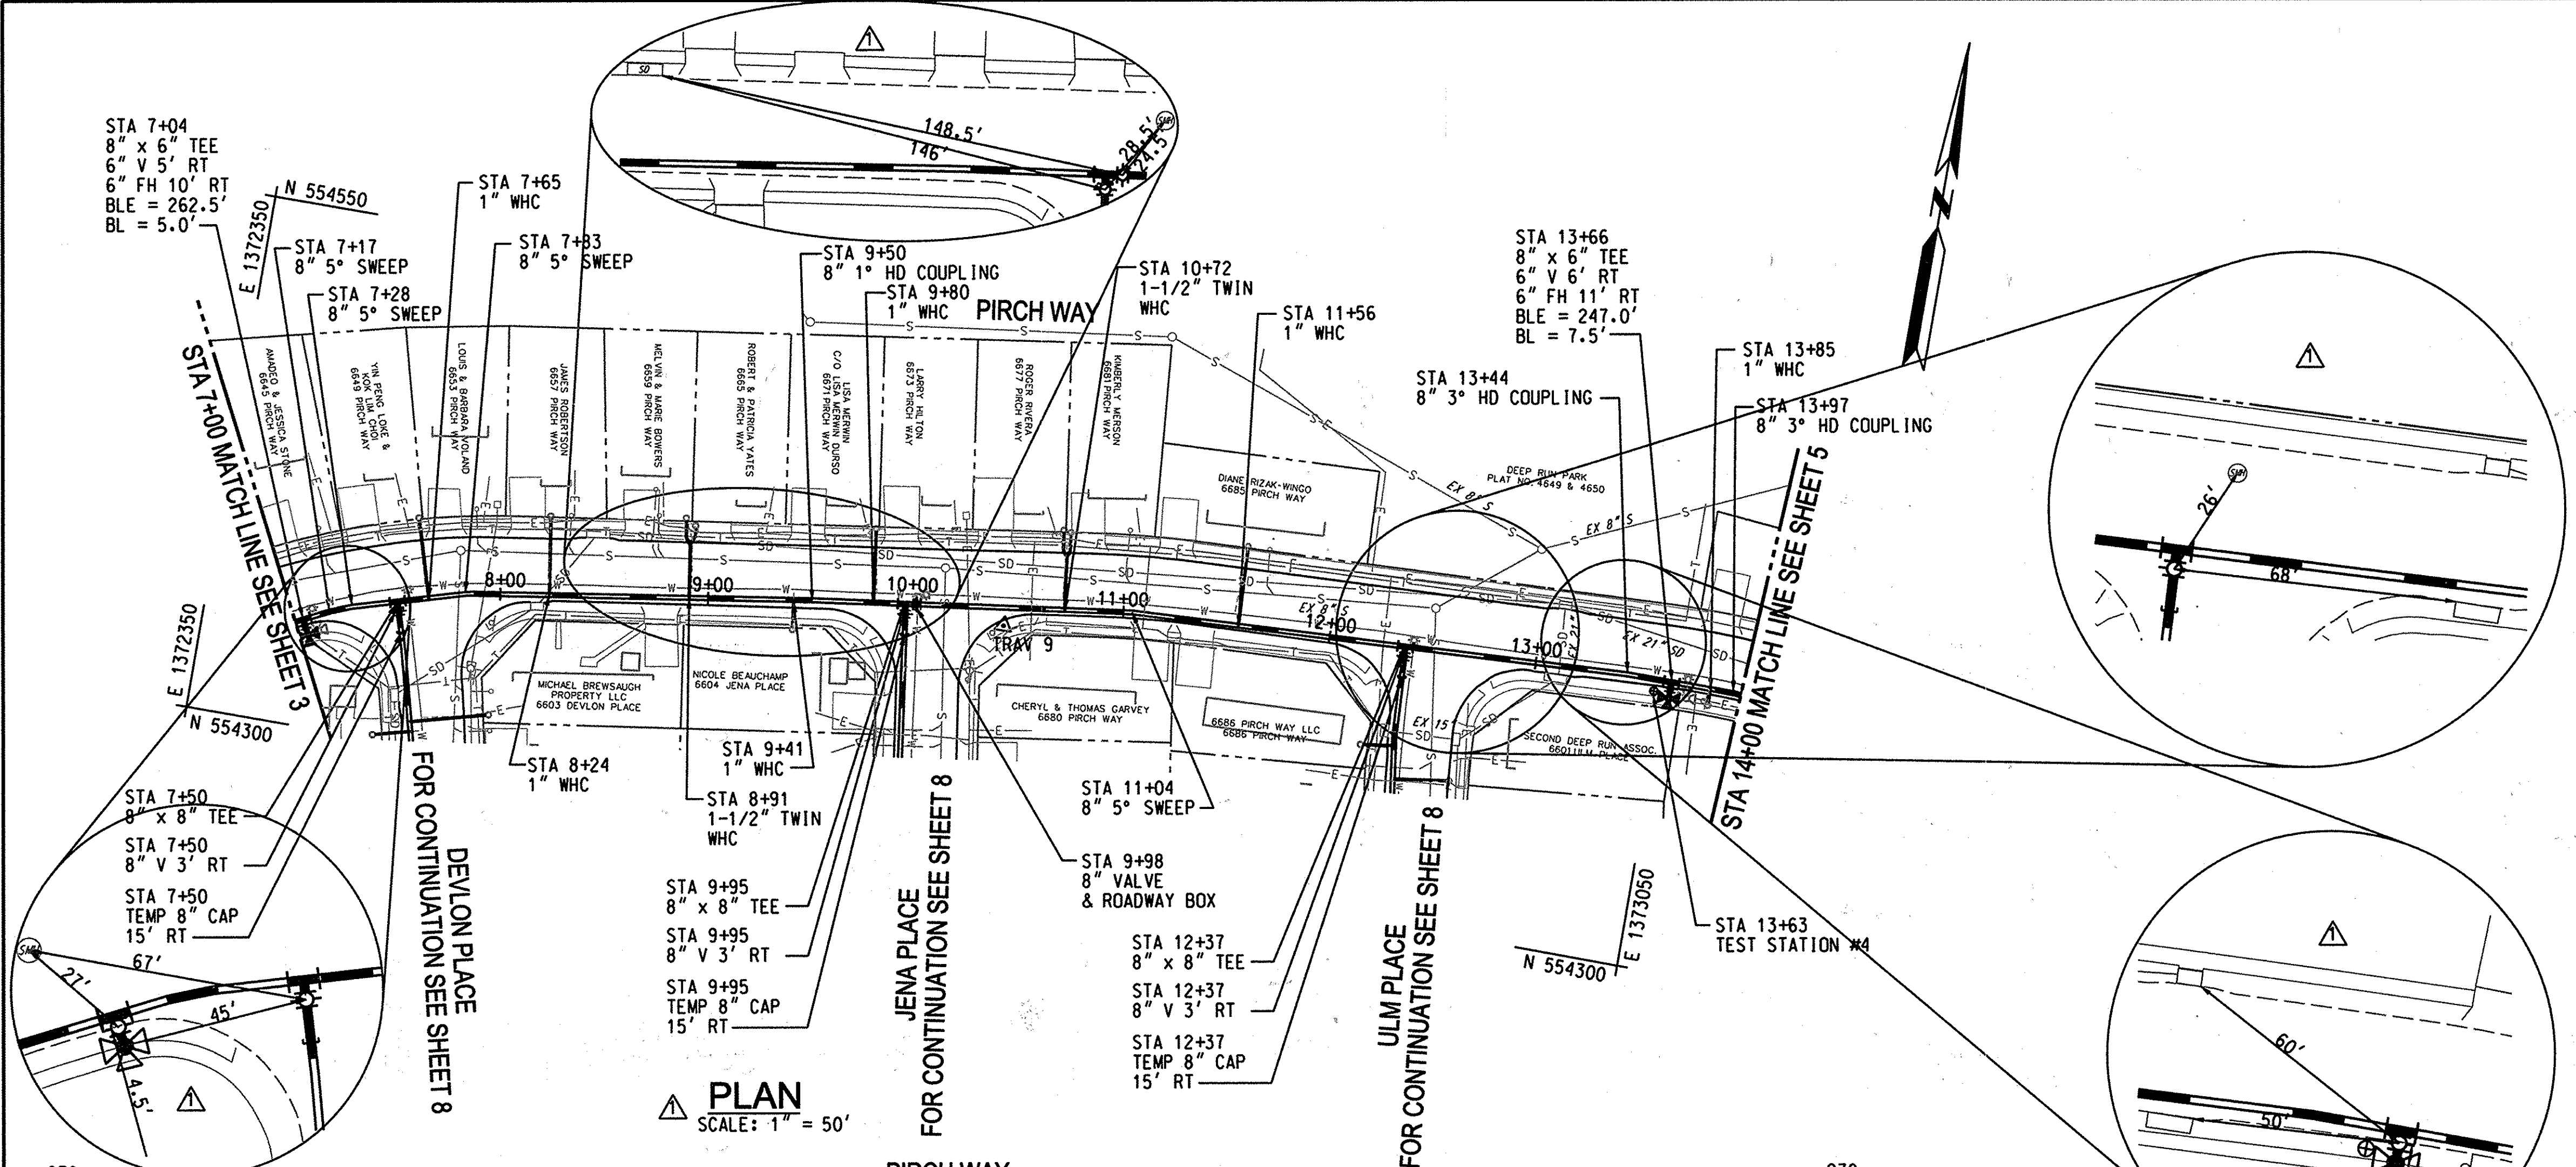 STA 7+04
8" x 6" TEE
6" V 5' RT
6" FH 10' RT
BLE = 262.5'
BL = 5.0'
N 554550
E 1372350
STA 7+17
8" 5° SWEEP
STA 7+28
8" 5° SWEEP
STA 7+65
1" WHC
STA 7+83
8" 5° SWEEP
SD
148.5'
146'
28.5'
24.5'
SMH
1
STA 9+50
8" 1° HD COUPLING
STA 9+80
1" WHC
PIRCH WAY
STA 10+72
1-1/2" TWIN
WHC
STA 11+56
1" WHC
STA 13+66
8" x 6" TEE
6" V 6' RT
6" FH 11' RT
BLE = 247.0'
BL = 7.5'
STA 13+44
8" 3° HD COUPLING
STA 13+85
1" WHC
STA 13+97
8" 3° HD COUPLING
N
1
SMH
26'
68'
STA 7+00 MATCH LINE SEE SHEET 3
AMADEO & JESSICA STONE
6645 PIRCH WAY
YIN PENG LOKE &
KOK LIM CHOI
6649 PIRCH WAY
LOUIS & BARBARA VOLAND
6653 PIRCH WAY
JAMES ROBERTSON
6657 PIRCH WAY
MELVIN & MARIE BOWERS
6659 PIRCH WAY
ROBERT & PATRICIA YATES
6665 PIRCH WAY
LISA MERWIN
C/O LISA MERWIN DURSO
6671 PIRCH WAY
LARRY HILTON
6673 PIRCH WAY
ROGER RIVERA
6677 PIRCH WAY
KIMBERLY MERSON
6681 PIRCH WAY
DIANE RIZAK-WINGO
6685 PIRCH WAY
DEEP RUN PARK
PLAT NO. 4649 & 4650
EX 8" S
EX 8" S
STA 14+00 MATCH LINE SEE SHEET 5
8+00
9+00
10+00
11+00
EX 8" S
12+00
13+00
EX 21"
EX 21" SD
TRAV 9
E 1372350
N 554300
MICHAEL BREWSAUGH
PROPERTY LLC
6603 DEVLON PLACE
NICOLE BEAUCHAMP
6604 JENA PLACE
CHERYL & THOMAS GARVEY
6680 PIRCH WAY
6686 PIRCH WAY LLC
6686 PIRCH WAY
EX 15"
SECOND DEEP RUN ASSOC.
6601 ULM PLACE
STA 8+24
1" WHC
STA 9+41
1" WHC
STA 8+91
1-1/2" TWIN
WHC
STA 11+04
8" 5° SWEEP
STA 7+50
8" x 8" TEE
STA 7+50
8" V 3' RT
STA 7+50
TEMP 8" CAP
15' RT
DEVLON PLACE
FOR CONTINUATION SEE SHEET 8
STA 9+95
8" x 8" TEE
STA 9+95
8" V 3' RT
STA 9+95
TEMP 8" CAP
15' RT
JENA PLACE
FOR CONTINUATION SEE SHEET 8
STA 9+98
8" VALVE
& ROADWAY BOX
STA 12+37
8" x 8" TEE
STA 12+37
8" V 3' RT
STA 12+37
TEMP 8" CAP
15' RT
ULM PLACE
FOR CONTINUATION SEE SHEET 8
N 554300
E 1373050
STA 13+63
TEST STATION #4
SMH
27'
67'
45'
4.5'
1
1
PLAN
SCALE: 1" = 50'
1
60'
50'
PIRCH WAY